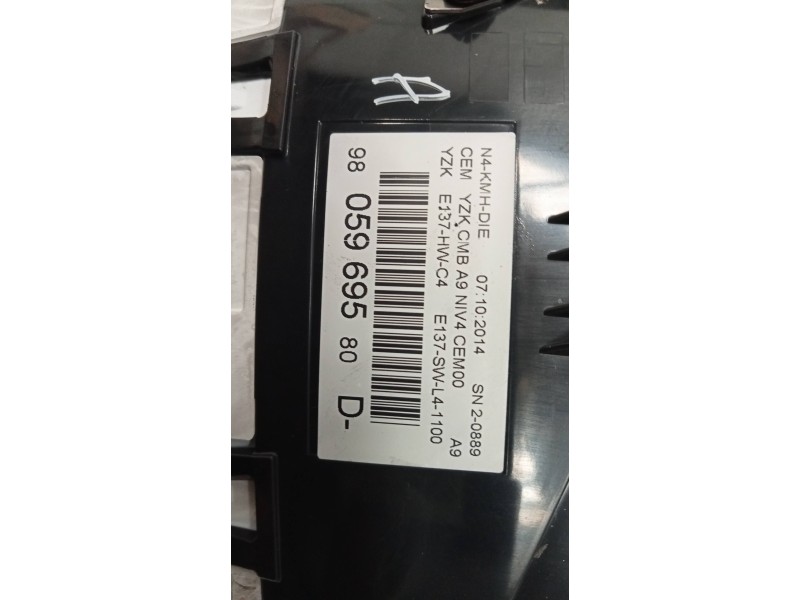 A
N4-KMH-DIE 07:10:2014 SN 2-0889
CEM YZK CMB A9 NIV4 CEM00 A9
YZK E137-HW-C4 E137-SW-L4-1100
98 059 695 80 D-